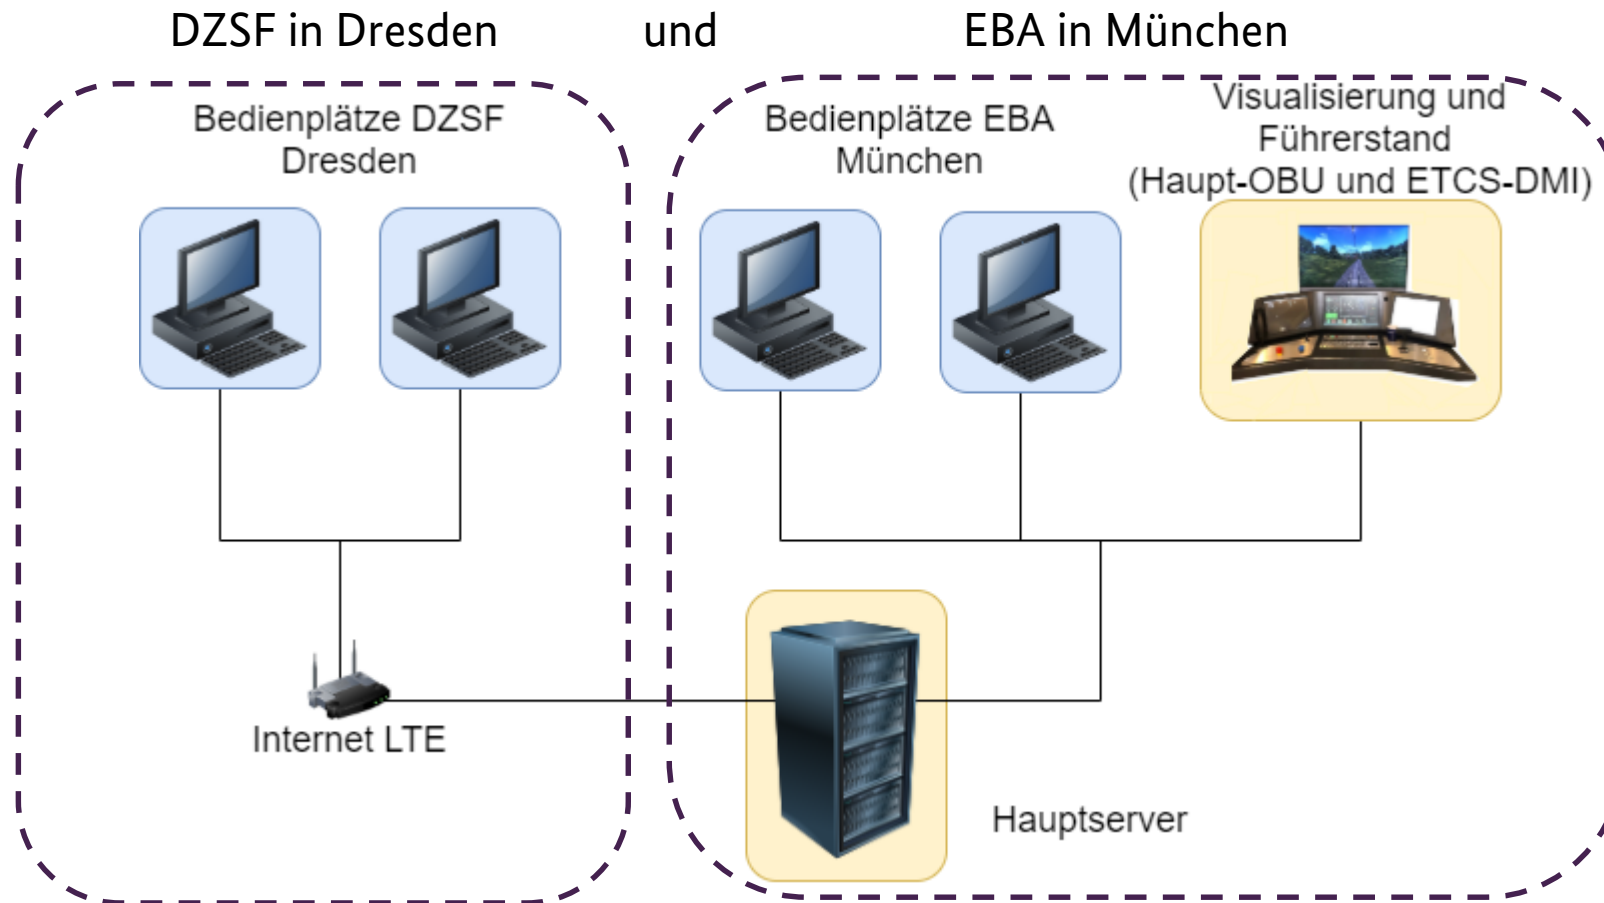 DZSF in Dresden und EBA in München
Bedienplätze DZSF
Dresden
Bedienplätze EBA
München
Visualisierung und
Führerstand
(Haupt-OBU und ETCS-DMI)
Internet LTE
Hauptserver